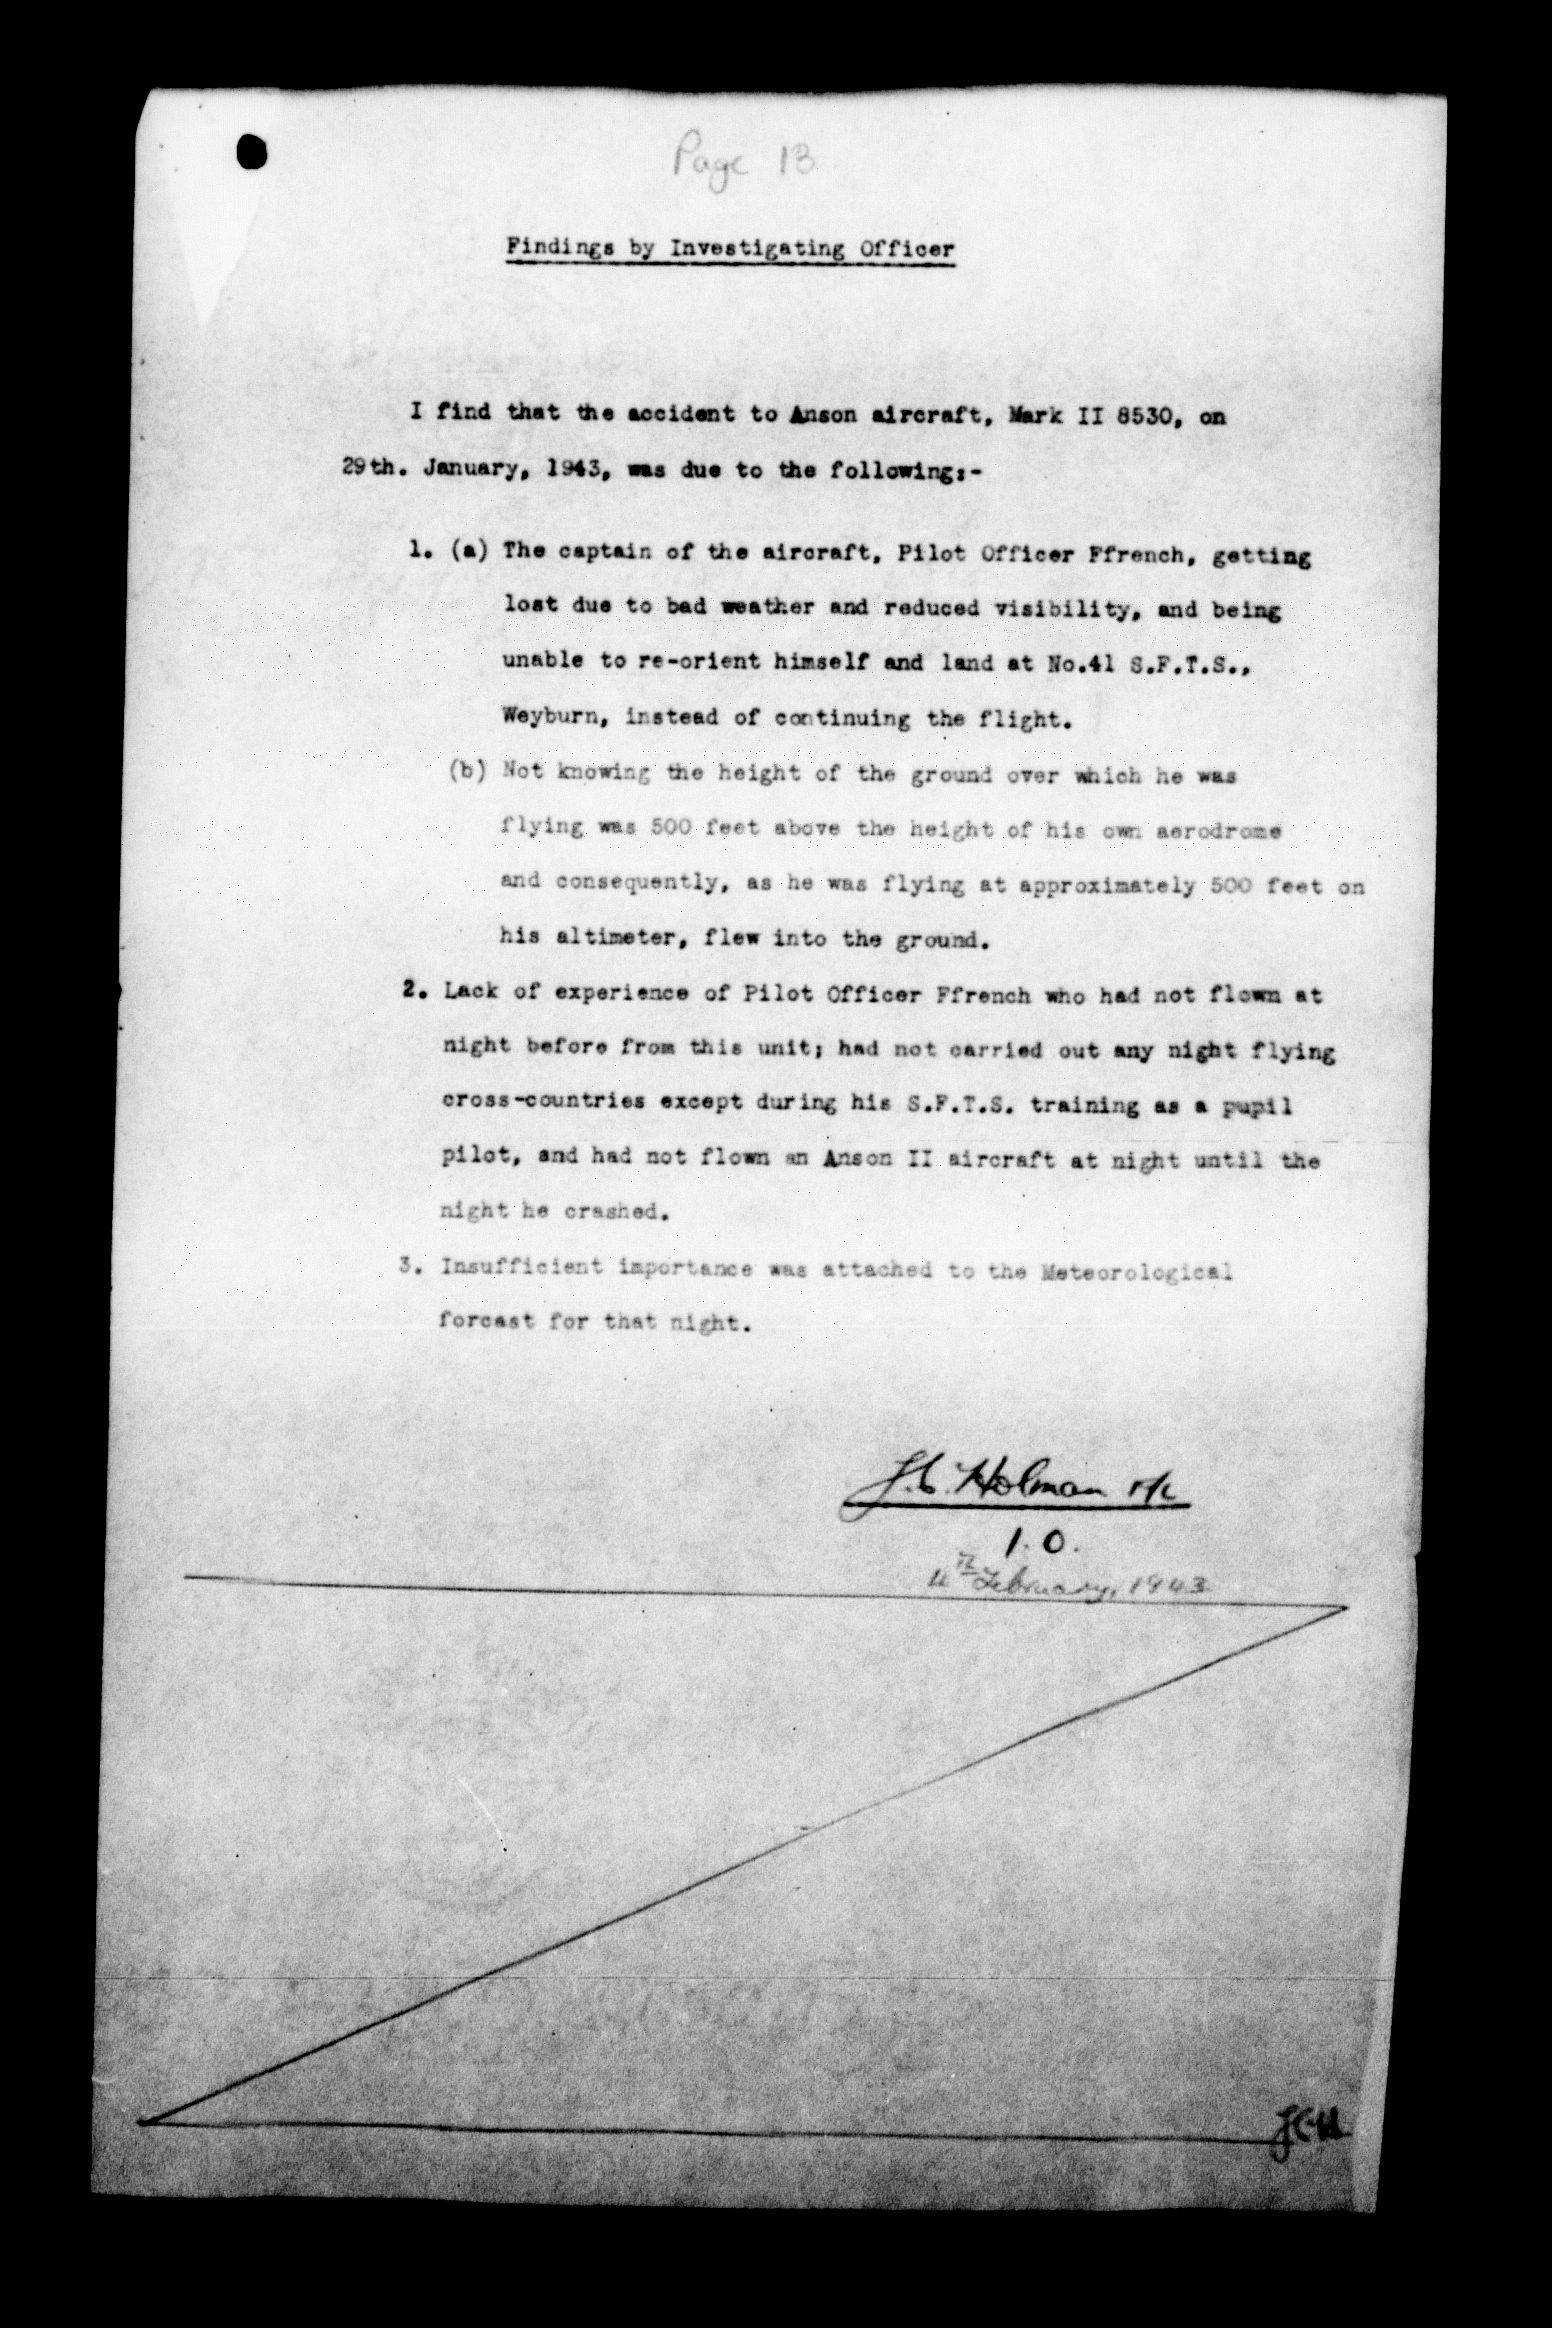 Page 13
Findings by Investigating Officer
I find that the accident to Anson aircraft, Mark II 8530, on
29th. January, 1943, was due to the following:-
1. (a) The captain of the aircraft, Pilot Officer Ffrench, getting
lost due to bad weather and reduced visibility, and being
unable to re-orient himself and land at No.41 S.F.T.S.,
Weyburn, instead of continuing the flight.
(b) Not knowing the height of the ground over which he was
flying was 500 feet above the height of his own aerodrome
and consequently, as he was flying at approximately 500 feet on
his altimeter, flew into the ground.
2. Lack of experience of Pilot Officer Ffrench who had not flown at
night before from this unit; had not carried out any night flying
cross-countries except during his S.F.T.S. training as a pupil
pilot, and had not flown an Anson II aircraft at night until the
night he crashed.
3. Insufficient importance was attached to the Meteorological
forcast for that night.
J.C. Holman F/L
I.O.
4th February, 1943
JCH